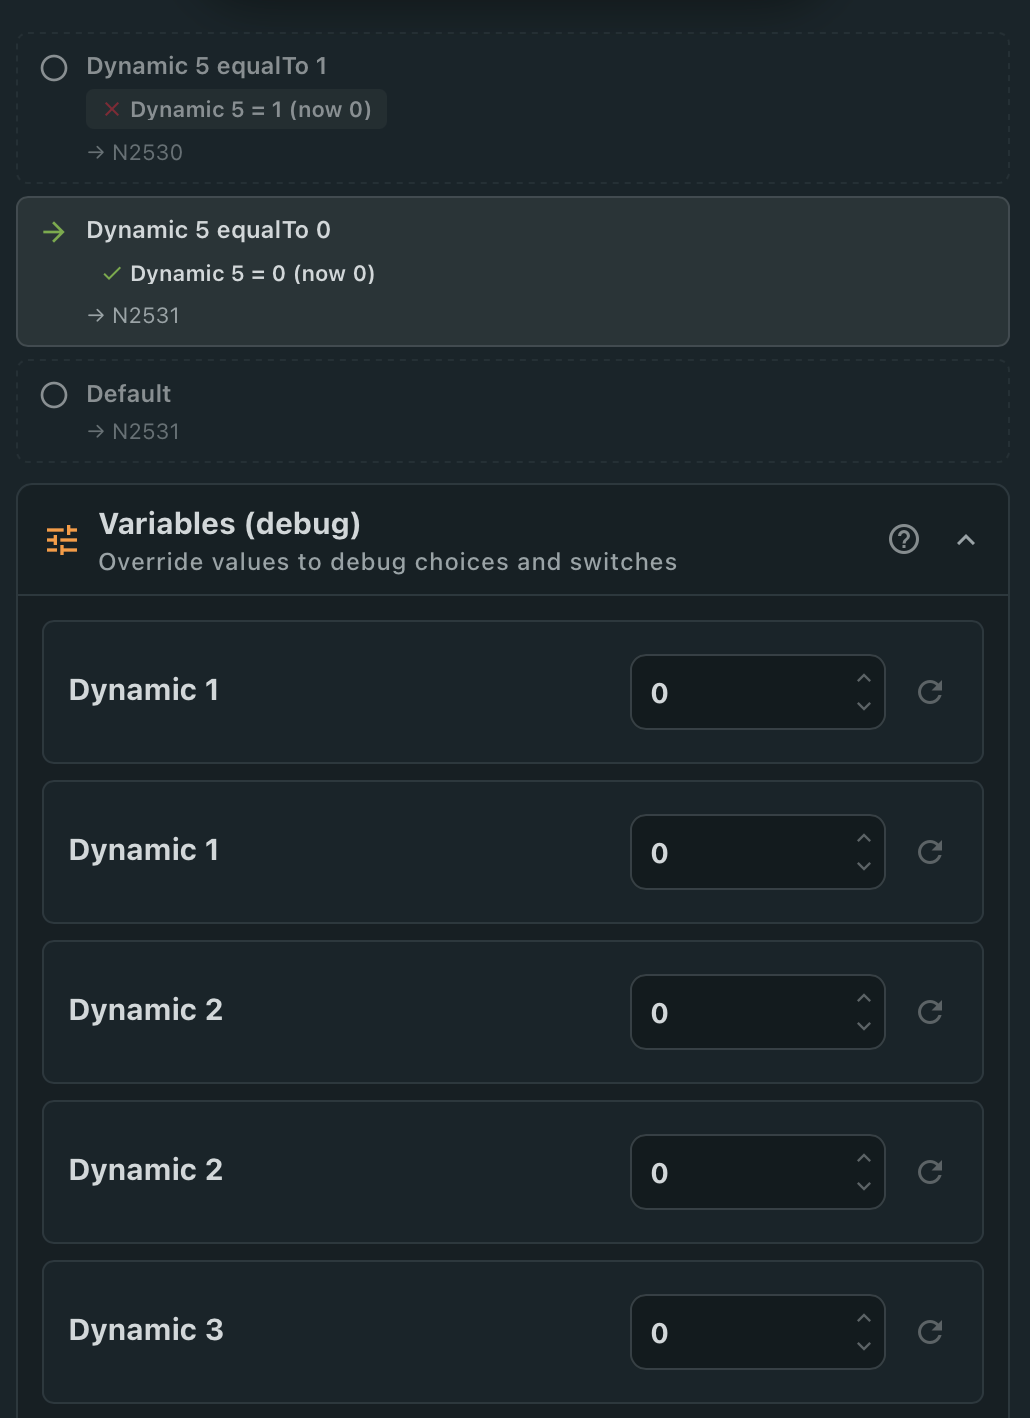 Dynamic 5 equalTo 1
Dynamic 5 = 1 (now 0)
→ N2530
Dynamic 5 equalTo 0
Dynamic 5 = 0 (now 0)
→ N2531
Default
→ N2531
Variables (debug)
Override values to debug choices and switches
Dynamic 1 0
Dynamic 1 0
Dynamic 2 0
Dynamic 2 0
Dynamic 3 0